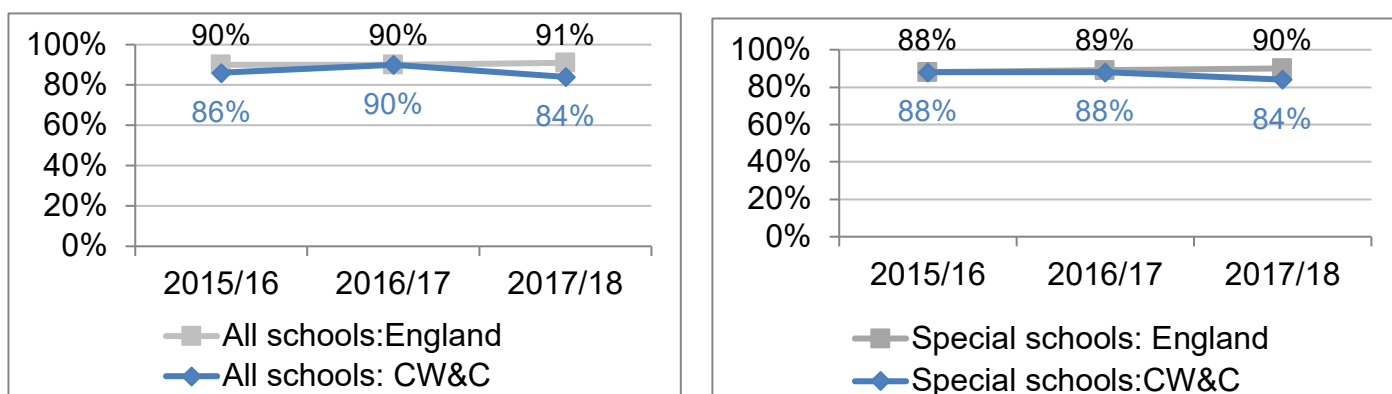 90% 90% 91%
100%
80%
86% 90% 84%
60%
40%
20%
0%
2015/16 2016/17 2017/18
All schools:England
All schools: CW&C
88% 89% 90%
100%
80%
88% 88% 84%
60%
40%
20%
0%
2015/16 2016/17 2017/18
Special schools: England
Special schools:CW&C